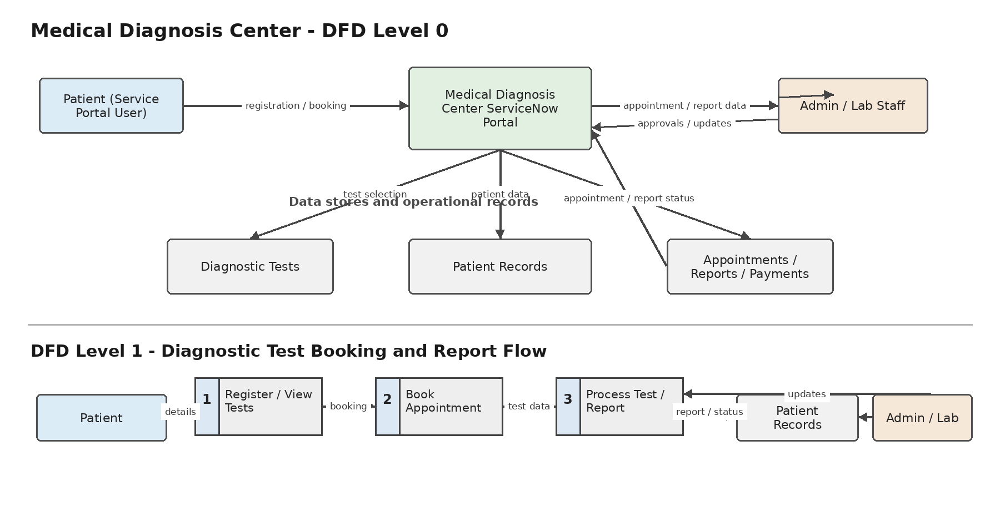 Medical Diagnosis Center - DFD Level 0
Patient (Service
Portal User)
registration / booking
Medical Diagnosis
Center ServiceNow
Portal
appointment / report data
approvals / updates
Admin / Lab Staff
test selection
patient data
appointment / report status
Data stores and operational records
Diagnostic Tests
Patient Records
Appointments /
Reports / Payments
DFD Level 1 - Diagnostic Test Booking and Report Flow
Patient
details
1
Register / View
Tests
booking
2
Book
Appointment
test data
3
Process Test /
Report
report / status
updates
Patient
Records
Admin / Lab